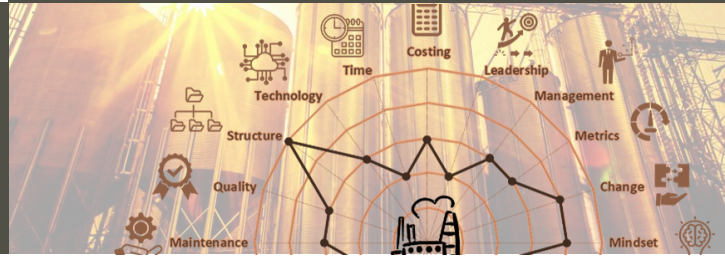 Costing
Time
Leadership
Technology
Management
Structure
Metrics
Quality
Change
Maintenance
Mindset